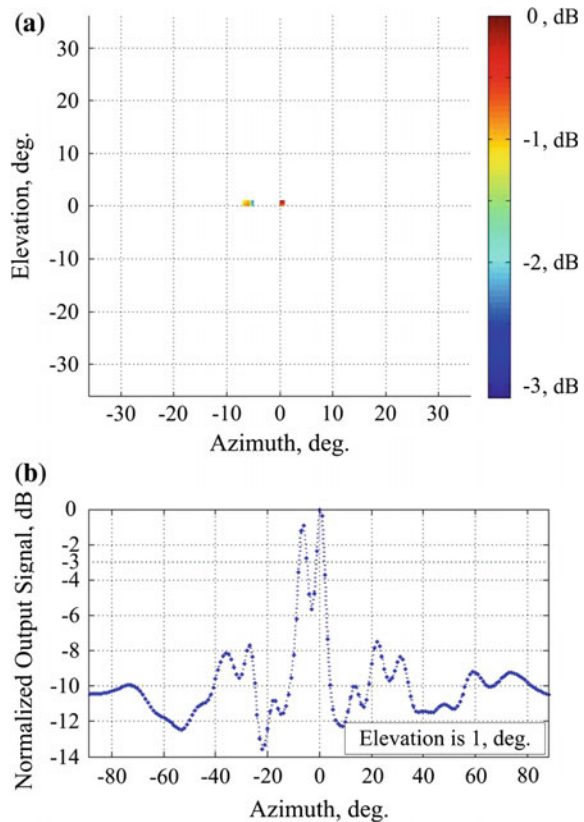 (a)
0, dB
-1, dB
-2, dB
-3, dB
30
20
10
0
-10
-20
-30
Elevation, deg.
-30 -20 -10 0 10 20 30
Azimuth, deg.
(b)
0
-2
-3
-4
-6
-8
-10
-12
-14
Normalized Output Signal, dB
Elevation is 1, deg.
-80 -60 -40 -20 0 20 40 60 80
Azimuth, deg.